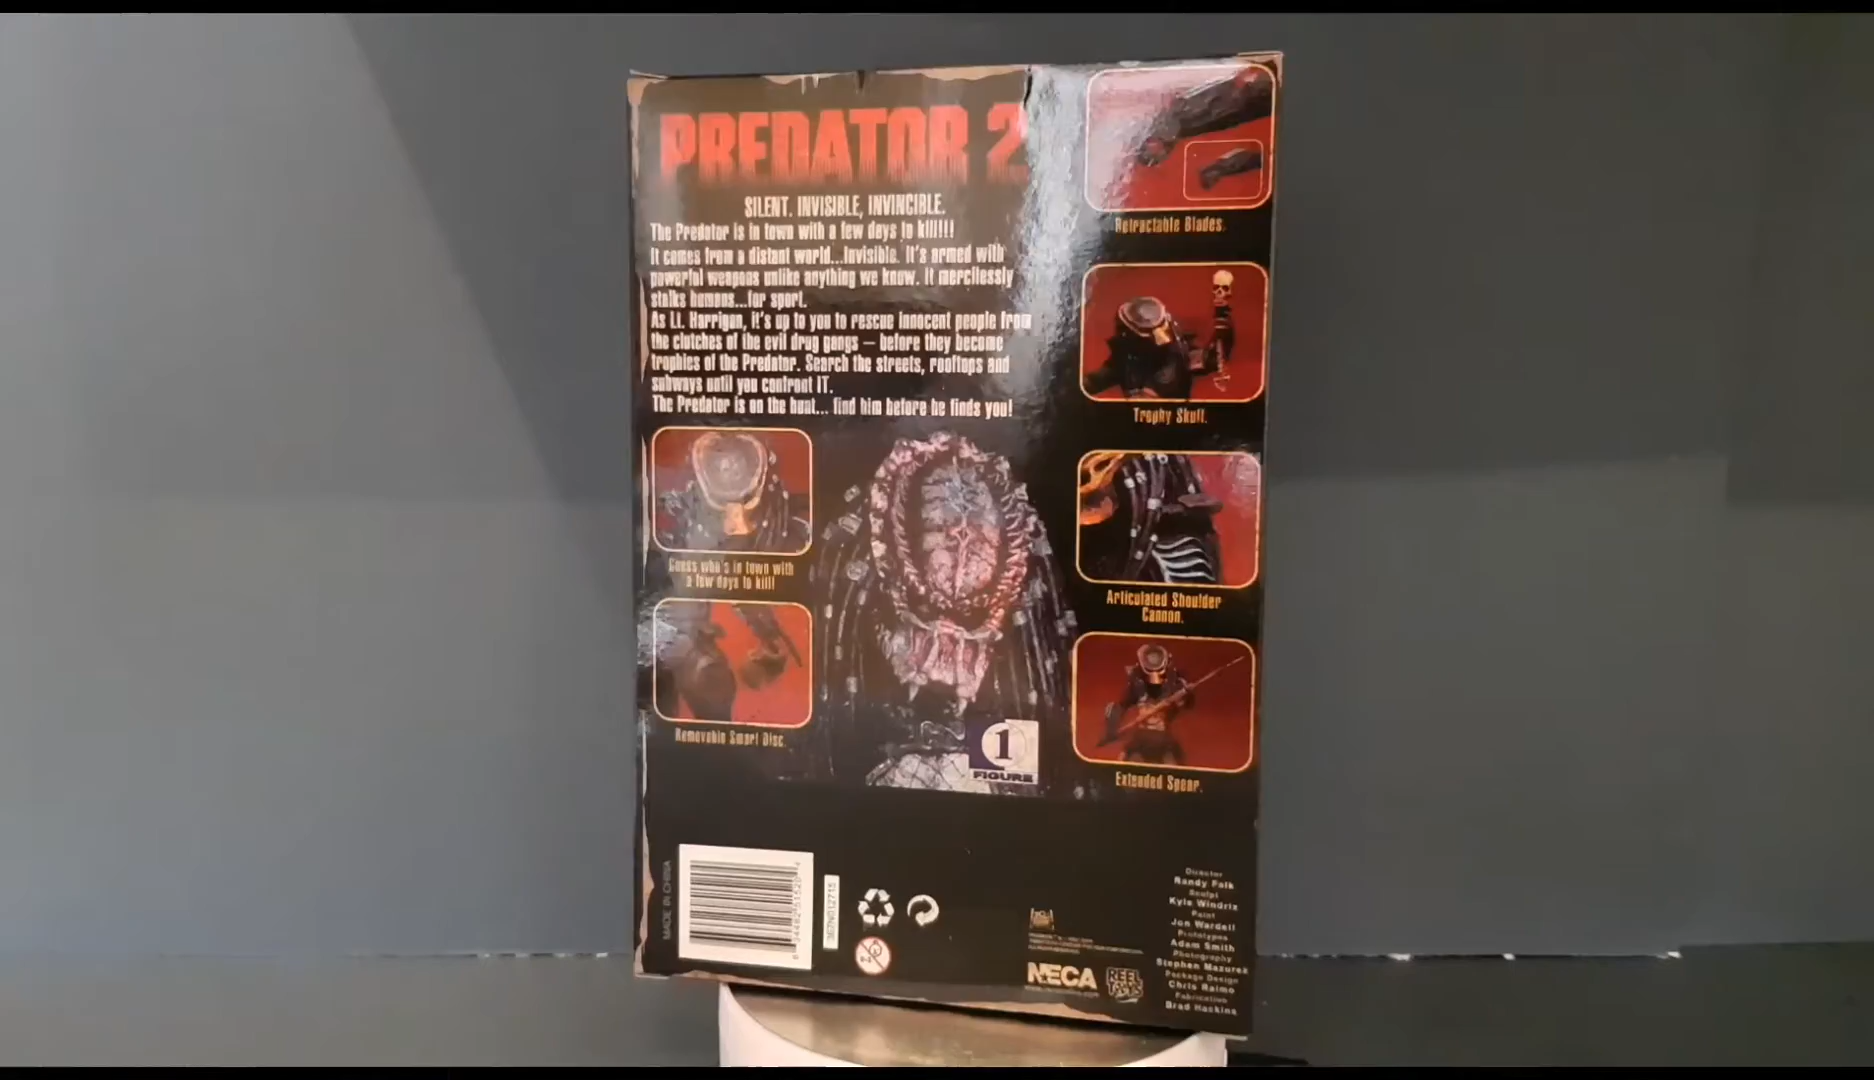 PREDATOR 2
SILENT. INVISIBLE, INVINCIBLE.
The Predator is in town with a few days to kill!!!
It comes from a distant world...Invisible. It's armed with
powerful weapons unlike anything we know. It mercilessly
stalks humans...for sport.
As Lt. Harrigan, it's up to you to rescue innocent people from
the clutches of the evil drug gangs — before they become
trophies of the Predator. Search the streets, rooftops and
subways until you confront IT.
The Predator is on the hunt... find him before he finds you!
Guess who's in town with
a few days to kill!
Removable Smart Disc.
Retractable Blades.
Trophy Skull.
Articulated Shoulder
Cannon.
Extended Spear.
1
FIGURE
MADE IN CHINA
NECA
REEL
TOYS
Director
Randy Falk
Sculpt
Kyle Windrix
Paint
Jon Wardell
Prototypes
Adam Smith
Photography
Stephen Mazurek
Package Design
Chris Raimo
Fabrication
Brad Haskins